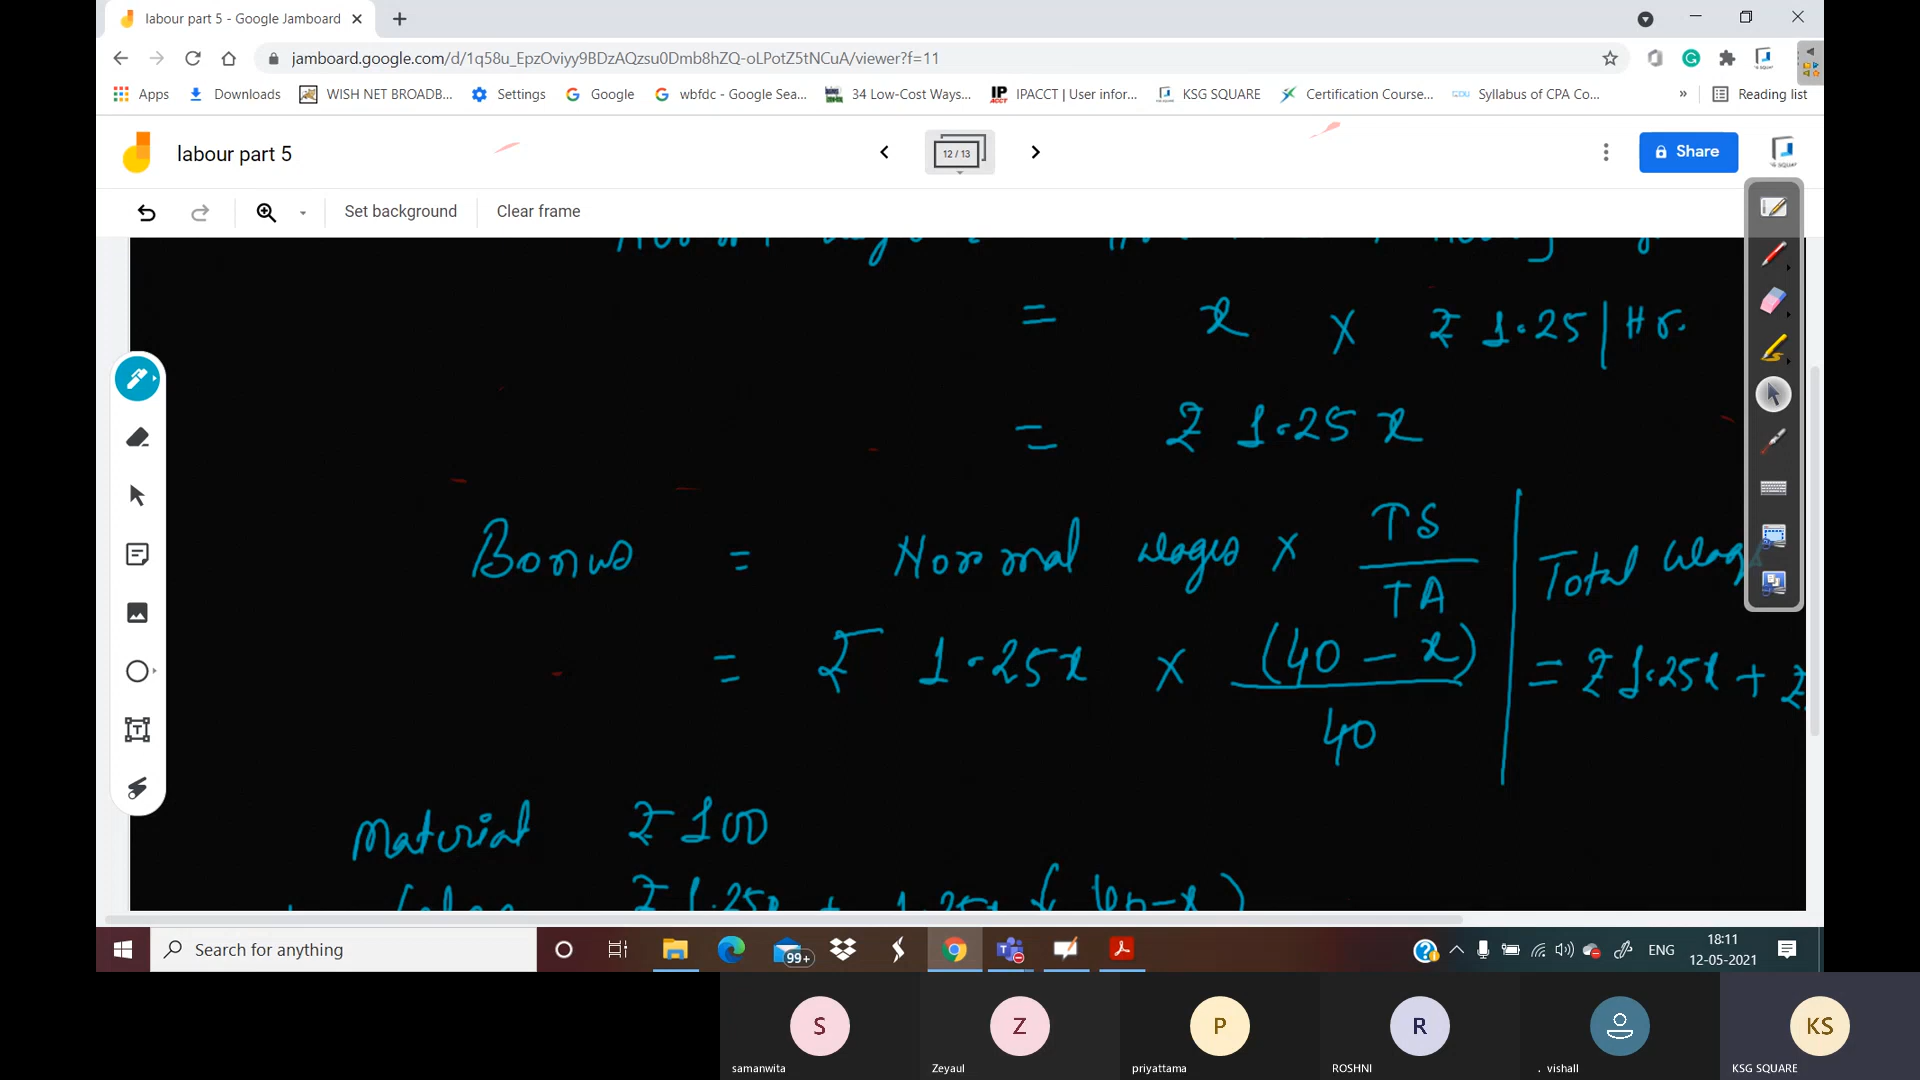 labour part 5 - Google Jamboard
jamboard.google.com/d/1q58u_EpzOviyy9BDzAQzsu0Dmb8hZQ-oLPotZ5tNCuA/viewer?f=11
Apps Downloads WISH NET BROADB... Settings Google wbfdc - Google Sea... 34 Low-Cost Ways... IPACCT | User infor... KSG SQUARE Certification Course... Syllabus of CPA Co... » Reading list
labour part 5 12 / 13 Share
Set background Clear frame
= x × ₹ 1.25 | Hr.
= ₹ 1.25 x
Bonus = Normal wages × TS / TA
Total wages
= ₹ 1.25x × (40 - x) / 40
= ₹ 1.25x + ₹
Material ₹ 100
Search for anything 99+ ENG 18:11
12-05-2021
S Z P R KS
samanwita Zeyaul priyattama ROSHNI . vishall KSG SQUARE